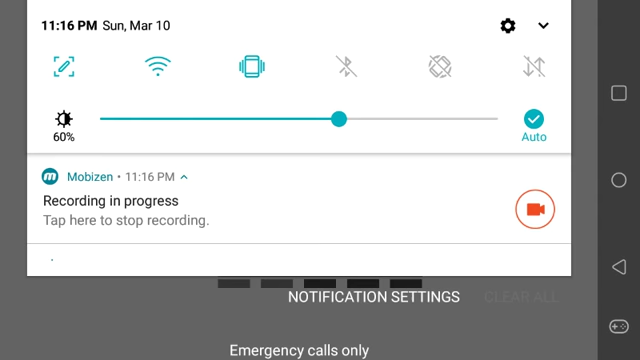 11:16 PM Sun, Mar 10
60%
Auto
Mobizen • 11:16 PM
Recording in progress
Tap here to stop recording.
NOTIFICATION SETTINGS
CLEAR ALL
Emergency calls only